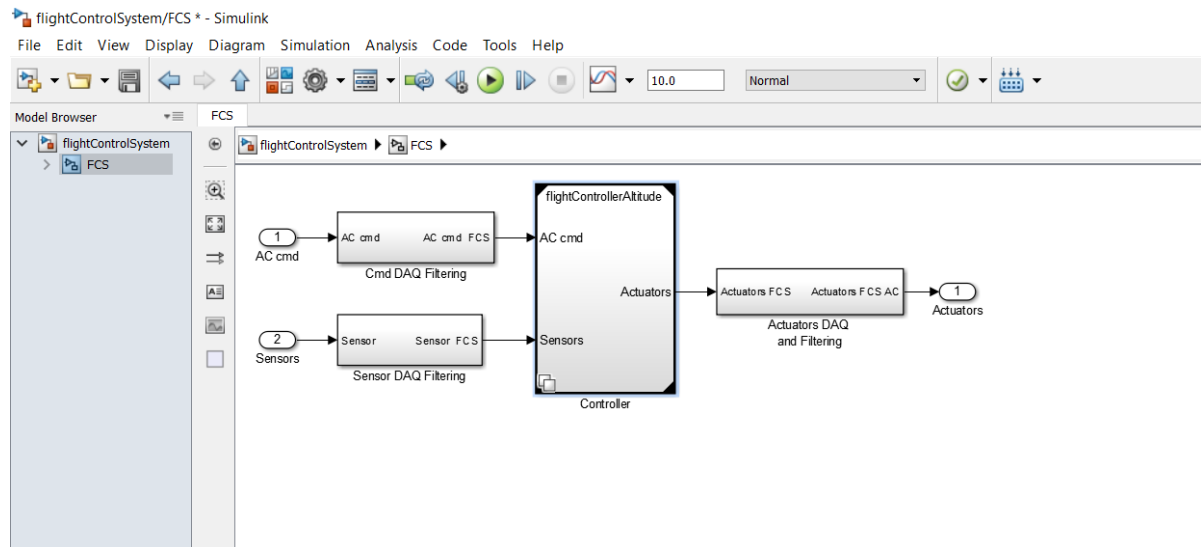 flightControlSystem/FCS * - Simulink
File Edit View Display Diagram Simulation Analysis Code Tools Help
10.0 Normal
Model Browser
FCS
flightControlSystem
FCS
flightControlSystem FCS
flightControllerAltitude
1
AC cmd
AC cmd AC cmd FCS
Cmd DAQ Filtering
AC cmd
Actuators
Sensors
Controller
2
Sensors
Sensor Sensor FCS
Sensor DAQ Filtering
Actuators FCS Actuators FCS AC
Actuators DAQ
and Filtering
1
Actuators